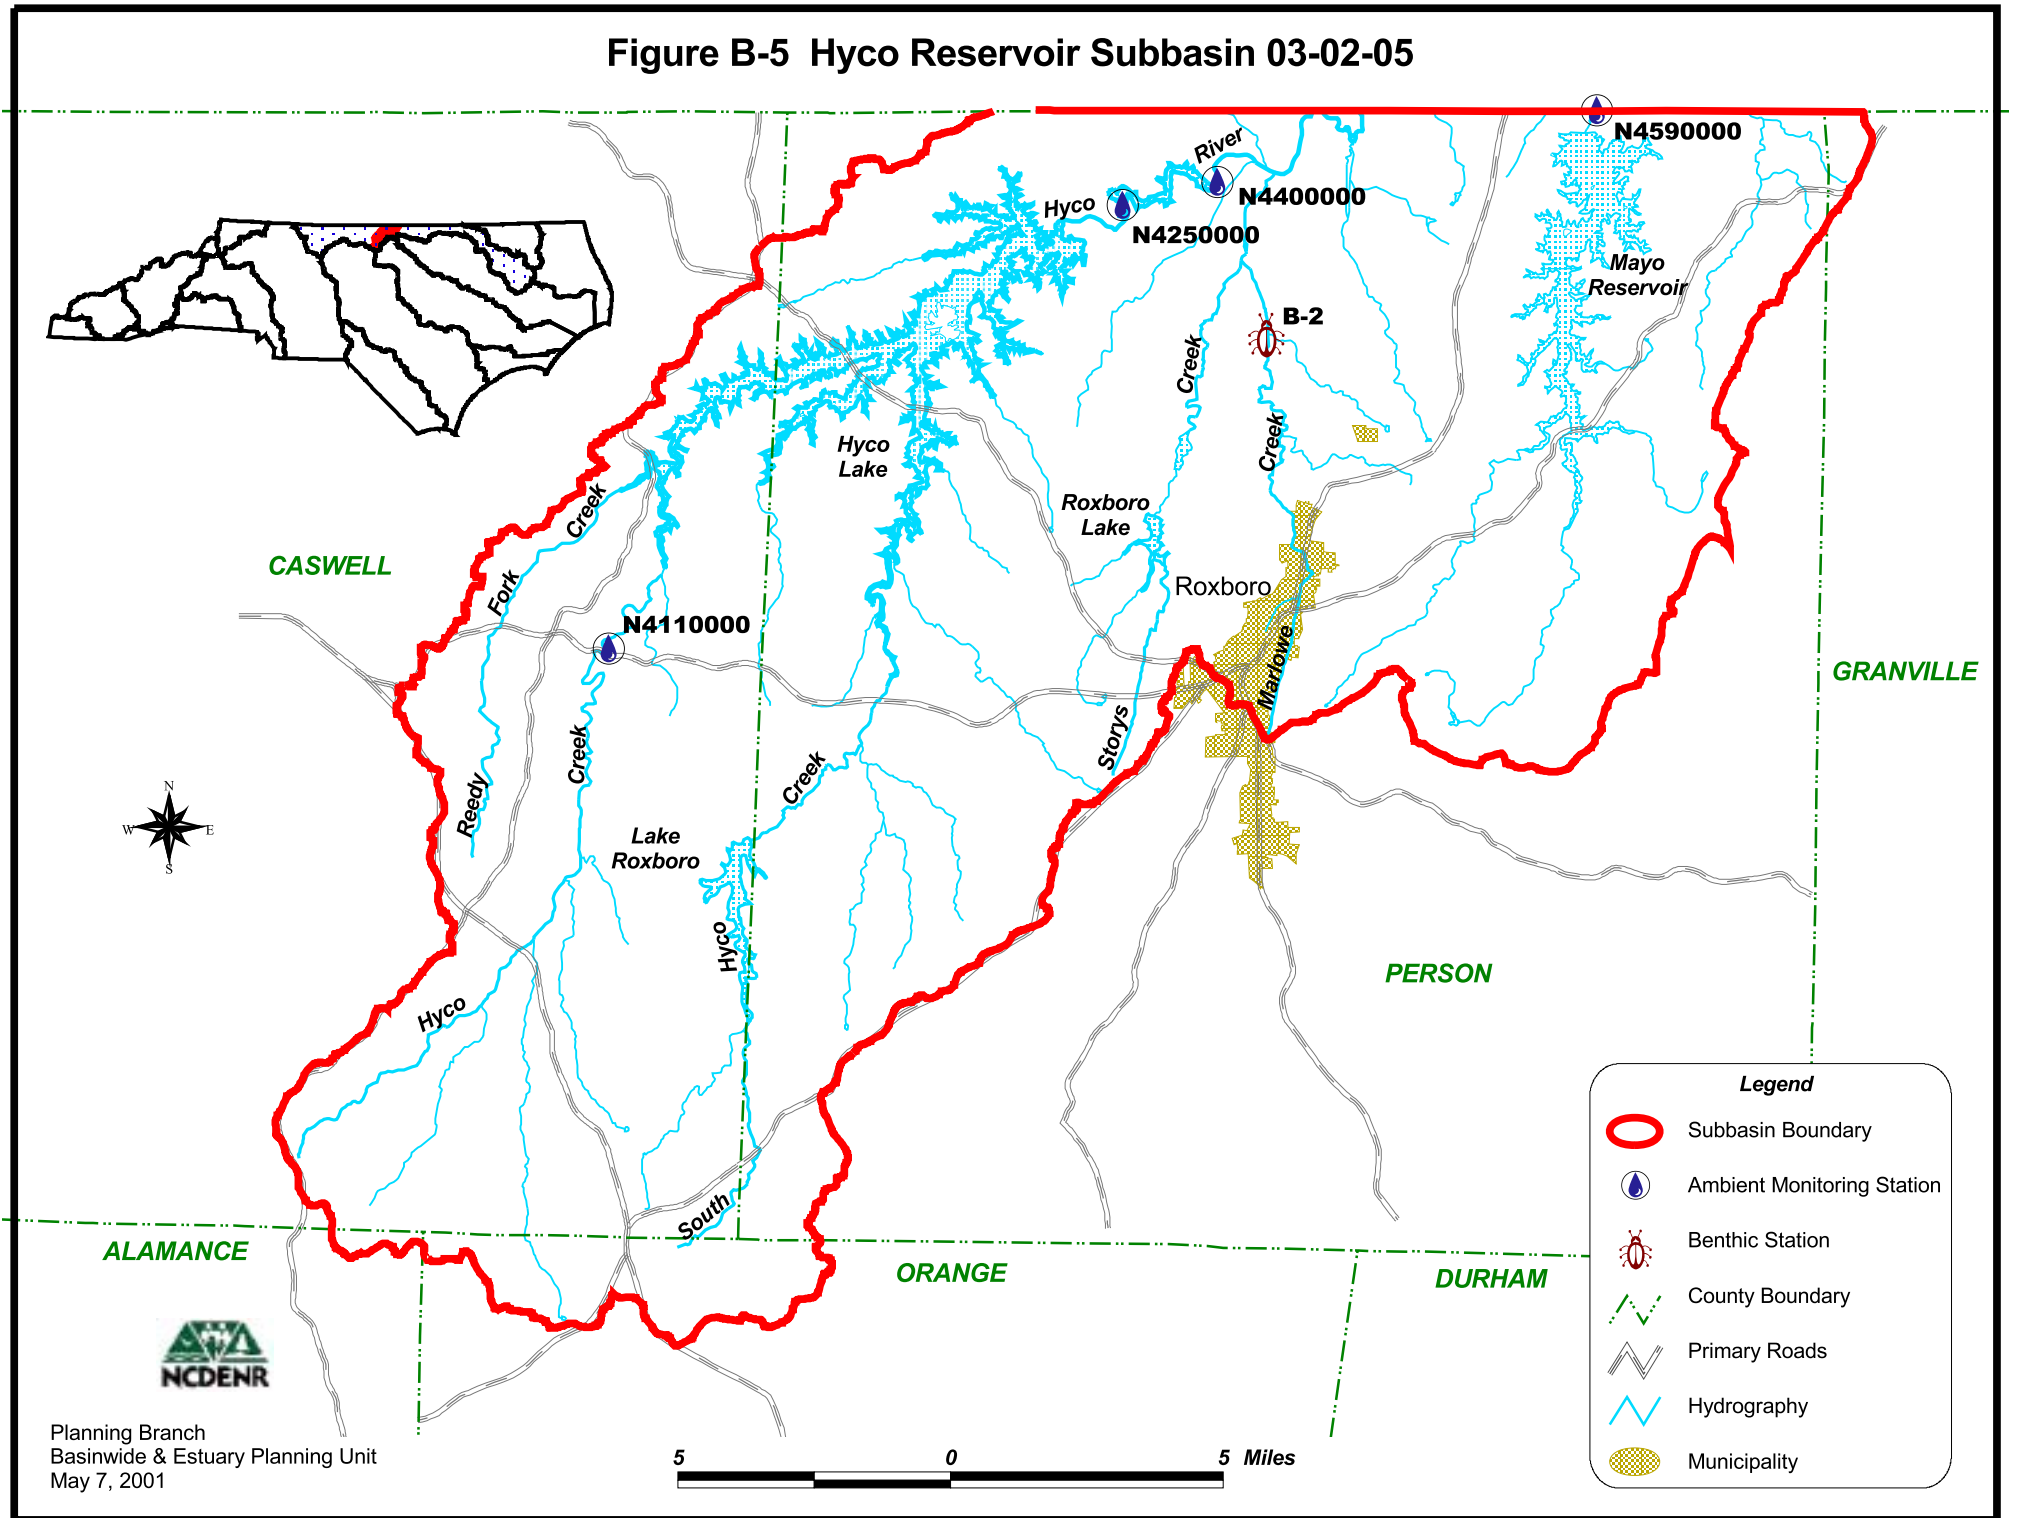 Figure B-5  Hyco Reservoir Subbasin 03-02-05
N4590000
River
N4400000
Hyco
N4250000
Mayo
Reservoir
B-2
Creek
Creek
Hyco
Lake
Creek
Roxboro
Lake
CASWELL
Fork
Roxboro
N4110000
Marlowe
GRANVILLE
Storys
Creek
Creek
Reedy
N
W
E
S
Lake
Roxboro
Hyco
PERSON
Hyco
South
ALAMANCE
ORANGE
DURHAM
Legend
Subbasin Boundary
Ambient Monitoring Station
Benthic Station
County Boundary
Primary Roads
Hydrography
Municipality
NCDENR
Planning Branch
Basinwide & Estuary Planning Unit
May 7, 2001
5 0 5 Miles